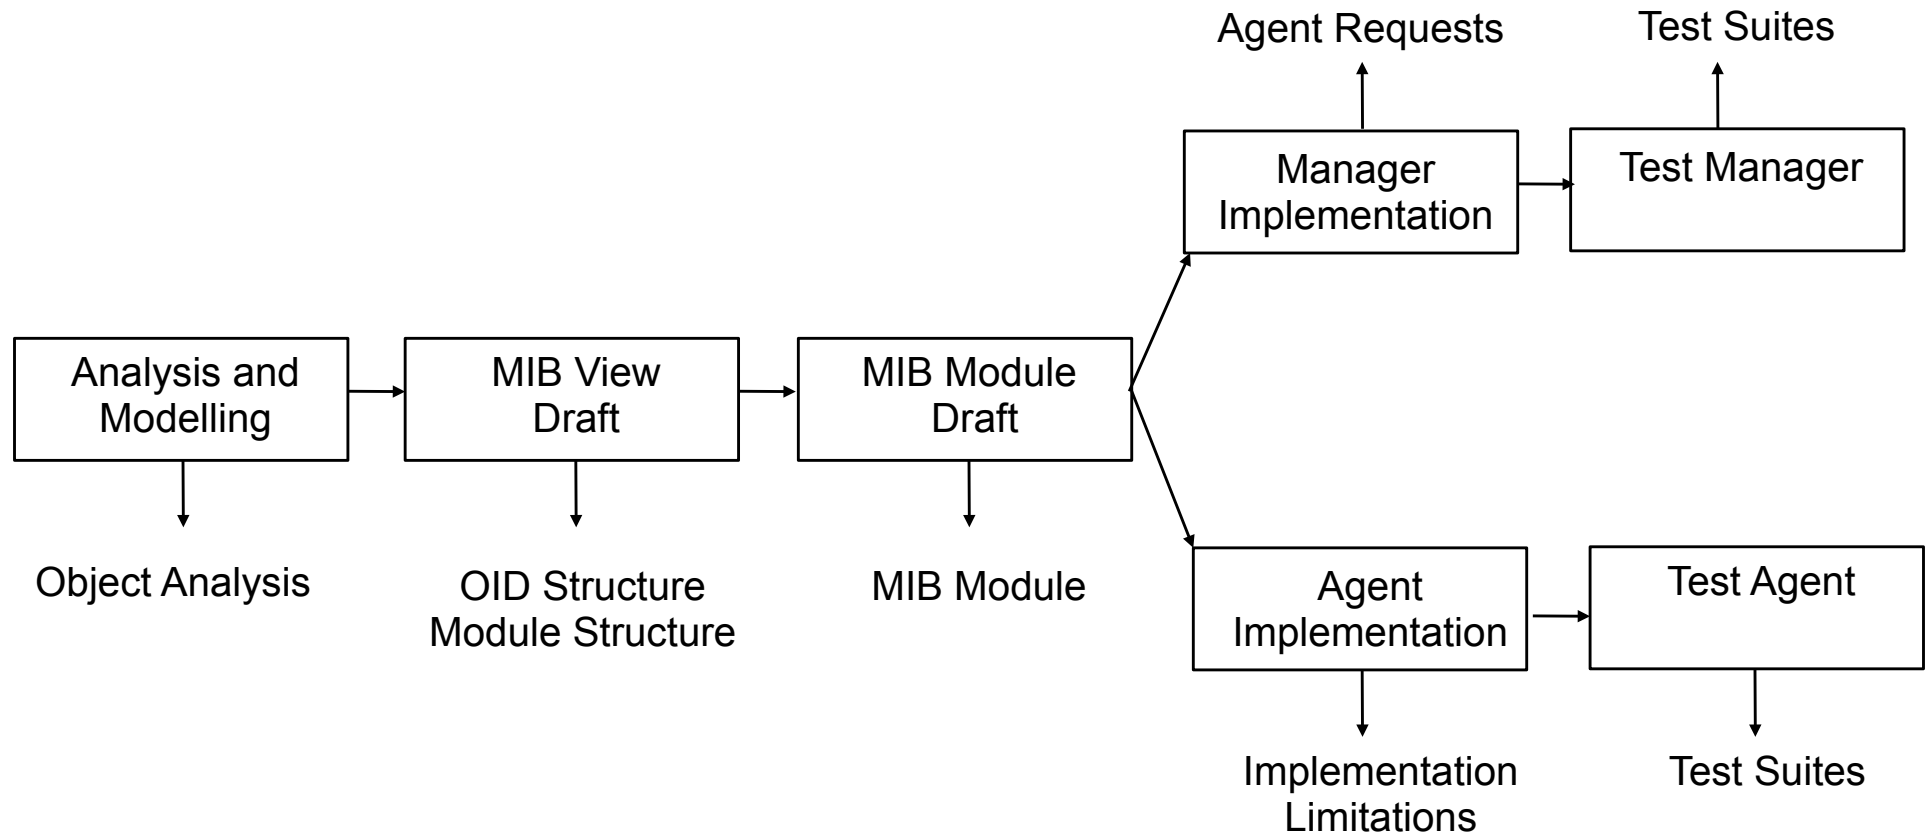 Agent Requests
Test Suites
Manager
Implementation
Test Manager
Analysis and
Modelling
MIB View
Draft
MIB Module
Draft
Object Analysis
OID Structure
Module Structure
MIB Module
Agent
Implementation
Test Agent
Implementation
Limitations
Test Suites